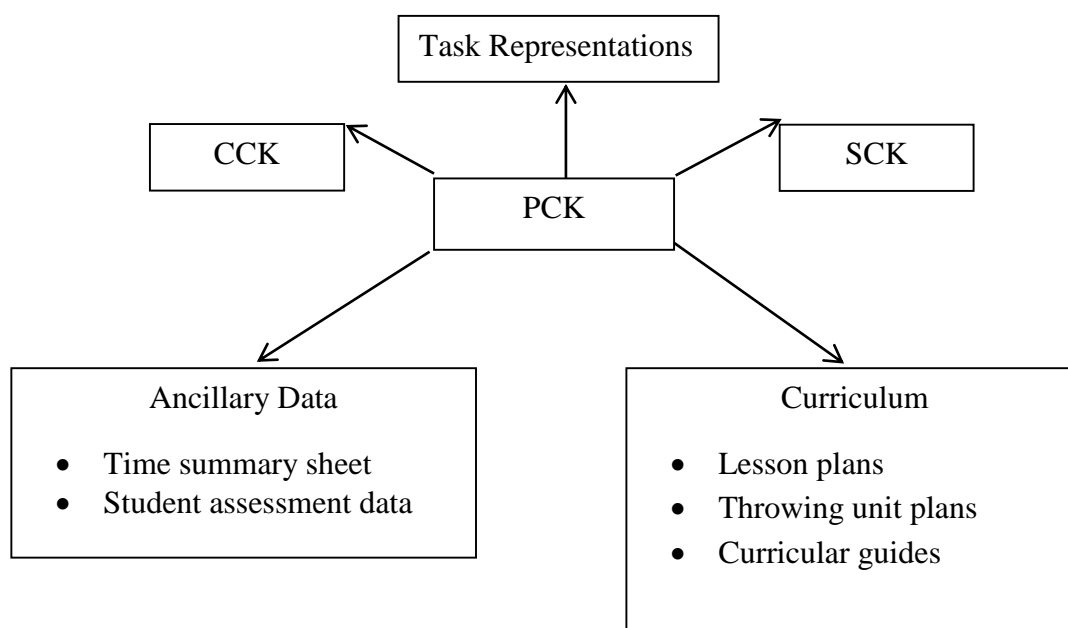 Task Representations
CCK
SCK
PCK
Ancillary Data
• Time summary sheet
• Student assessment data
Curriculum
• Lesson plans
• Throwing unit plans
• Curricular guides